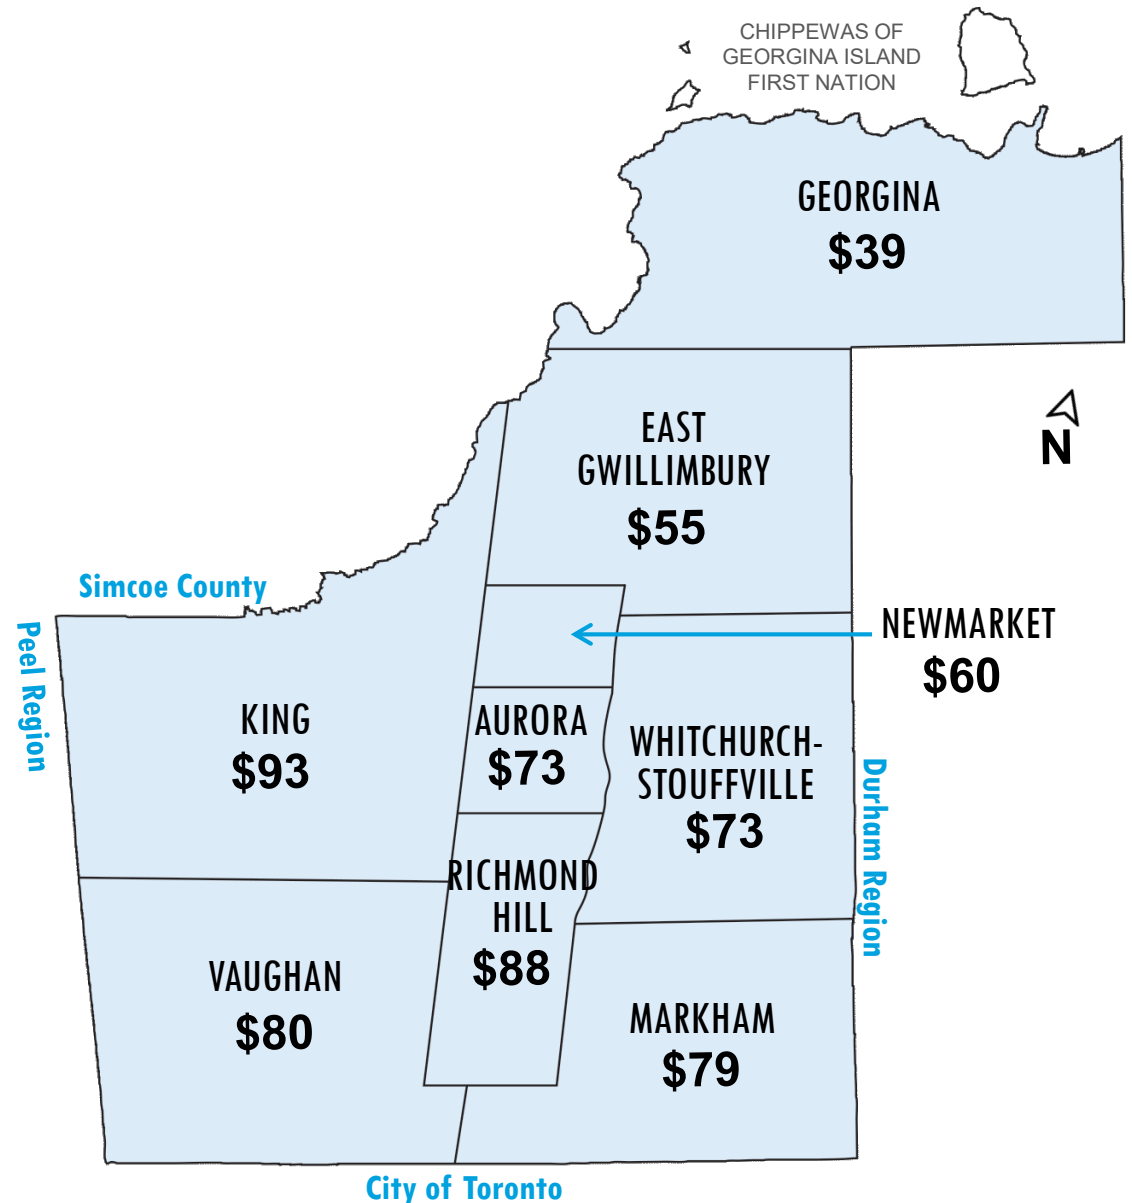 CHIPPEWAS OF
GEORGINA ISLAND
FIRST NATION
GEORGINA
$39
N
EAST
GWILLIMBURY
$55
Simcoe County
Peel Region
NEWMARKET
$60
KING
$93
AURORA
$73
WHITCHURCH-
STOUFFVILLE
$73
Durham Region
RICHMOND
HILL
$88
VAUGHAN
$80
MARKHAM
$79
City of Toronto